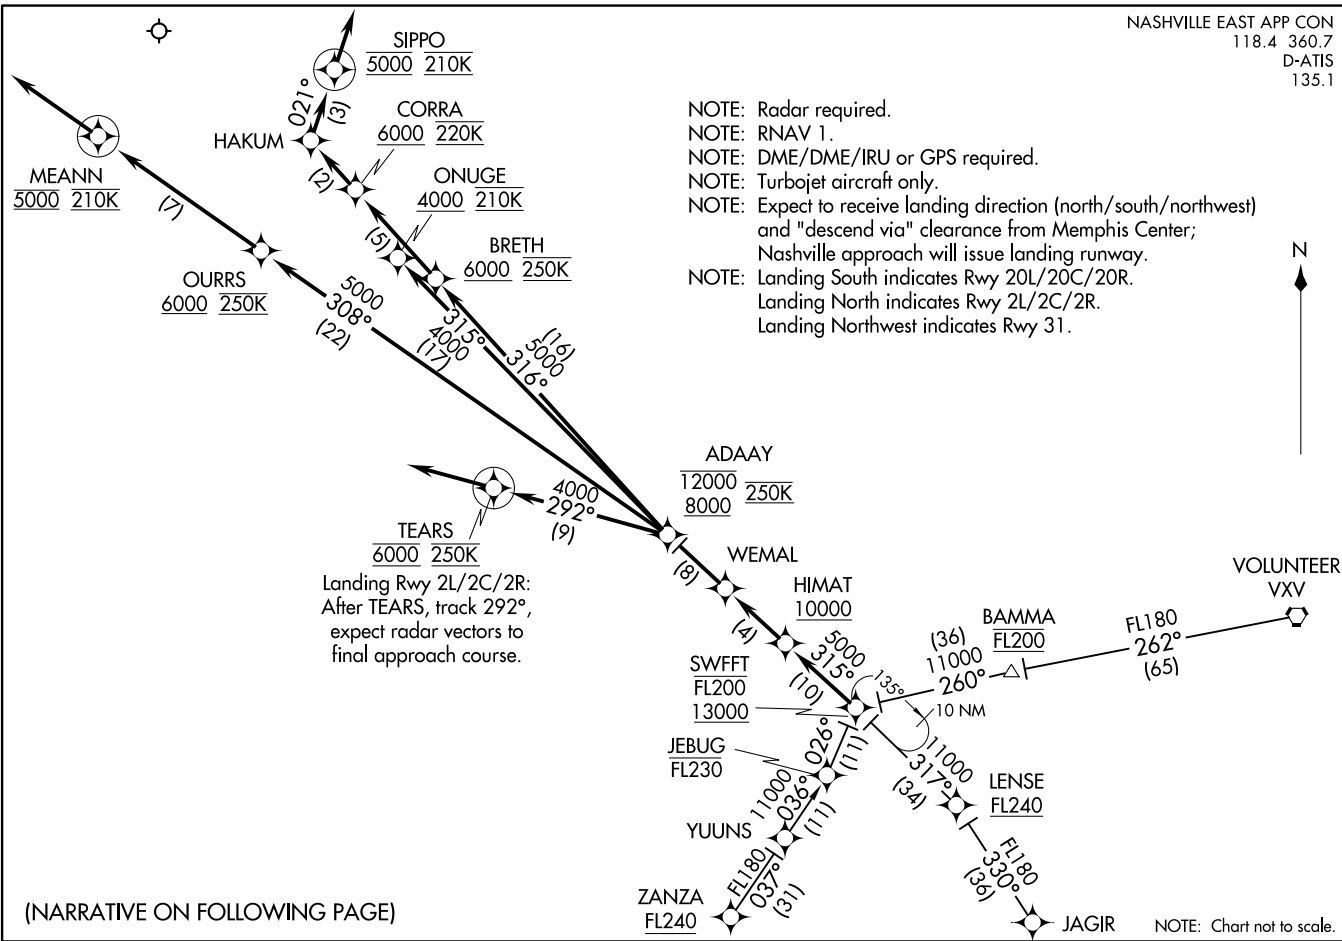 NASHVILLE EAST APP CON
118.4 360.7
D-ATIS
135.1
SIPPO
5000 210K
021°
(3)
CORRA
6000 220K
HAKUM
(2)
ONUGE
4000 210K
MEANN
5000 210K
(7)
(5)
BRETH
6000 250K
OURRS
6000 250K
5000
308°
(22)
315°
4000
(17)
(16)
5000
316°
NOTE: Radar required.
NOTE: RNAV 1.
NOTE: DME/DME/IRU or GPS required.
NOTE: Turbojet aircraft only.
NOTE: Expect to receive landing direction (north/south/northwest)
and "descend via" clearance from Memphis Center;
Nashville approach will issue landing runway.
NOTE: Landing South indicates Rwy 20L/20C/20R.
Landing North indicates Rwy 2L/2C/2R.
Landing Northwest indicates Rwy 31.
N
ADAAY
12000
8000
250K
4000
292°
(9)
TEARS
6000 250K
Landing Rwy 2L/2C/2R:
After TEARS, track 292°,
expect radar vectors to
final approach course.
(8)
WEMAL
(4)
HIMAT
10000
5000
315°
(10)
SWFFT
FL200
13000
135°
10 NM
(36)
11000
260°
BAMMA
FL200
FL180
262°
(65)
VOLUNTEER
VXV
JEBUG
FL230
026°
(11)
11000
036°
(11)
YUUNS
11000
317°
(34)
LENSE
FL240
FL180
037°
(31)
ZANZA
FL240
FL180
330°
(36)
JAGIR
(NARRATIVE ON FOLLOWING PAGE)
NOTE: Chart not to scale.